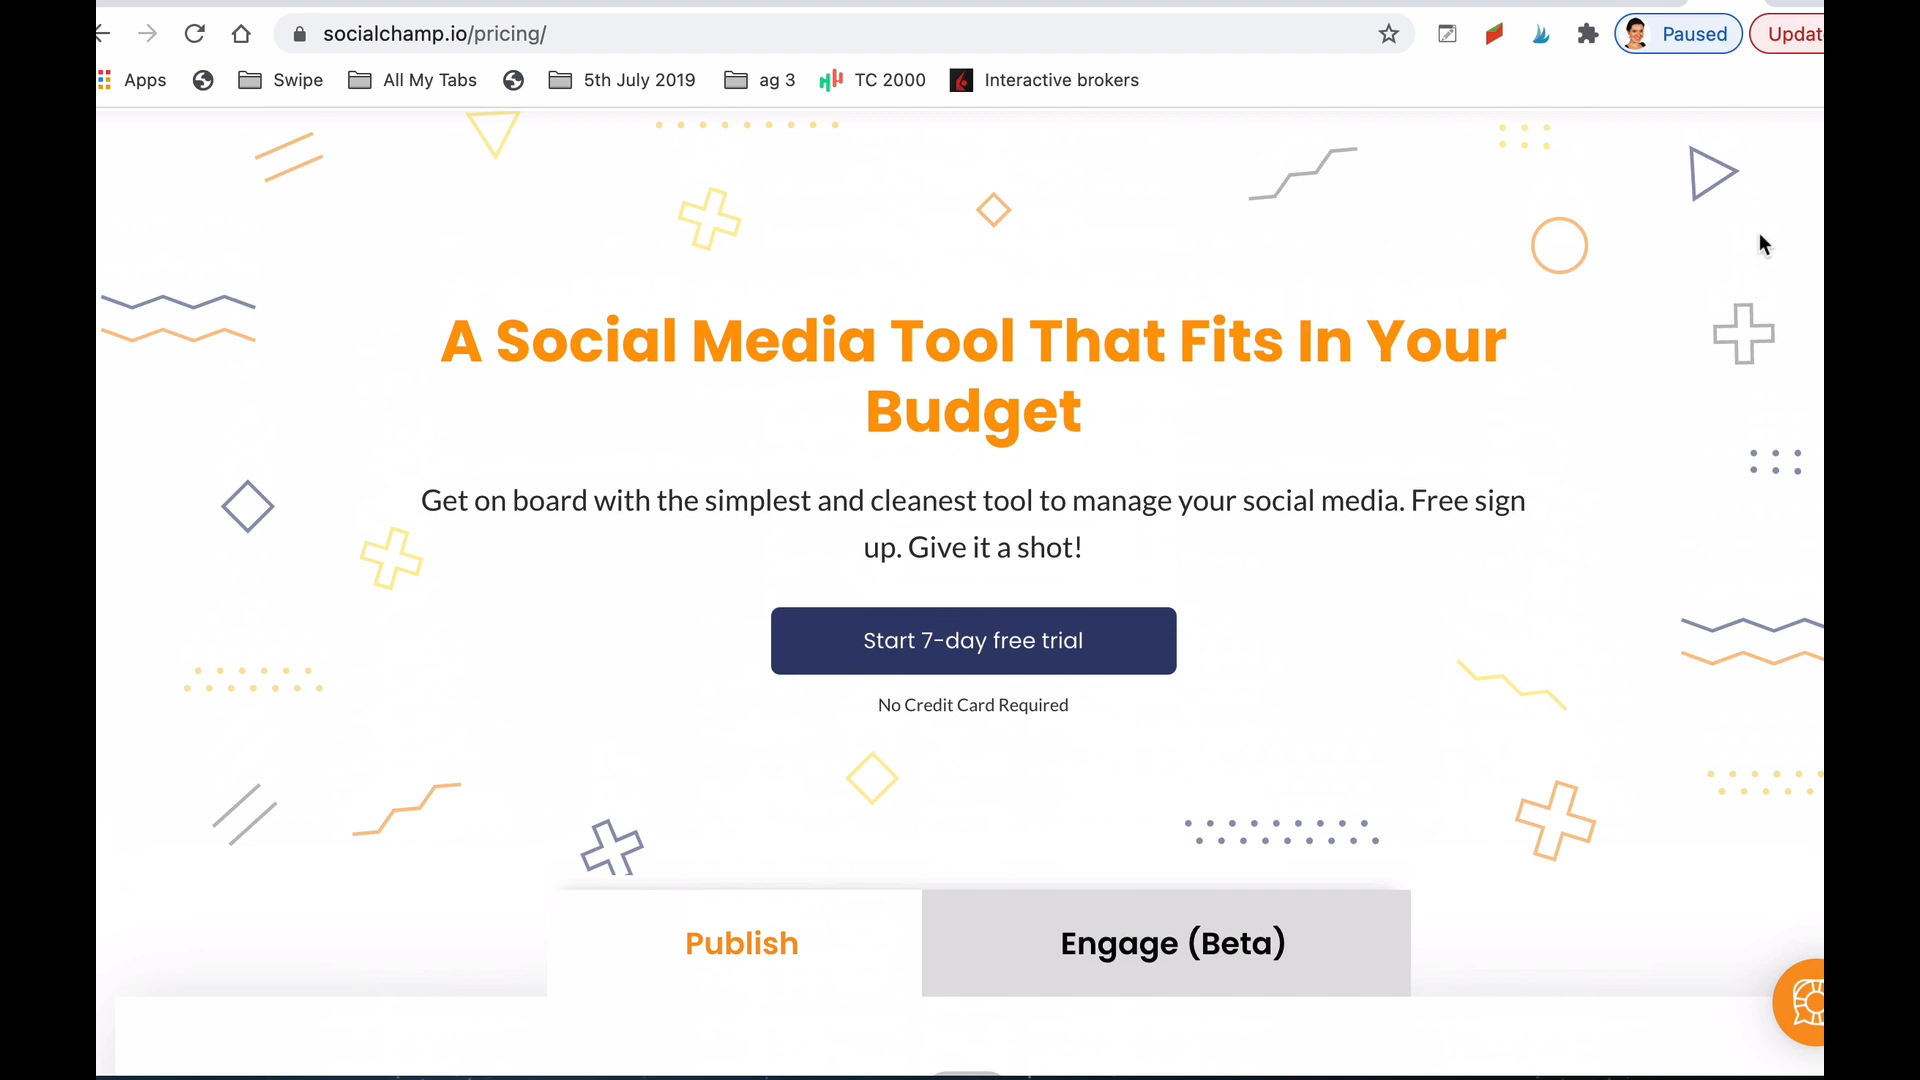 socialchamp.io/pricing/
Paused
Updat
Apps
Swipe
All My Tabs
5th July 2019
ag 3
TC 2000
Interactive brokers
A Social Media Tool That Fits In Your
Budget
Get on board with the simplest and cleanest tool to manage your social media. Free sign
up. Give it a shot!
Start 7-day free trial
No Credit Card Required
Publish
Engage (Beta)